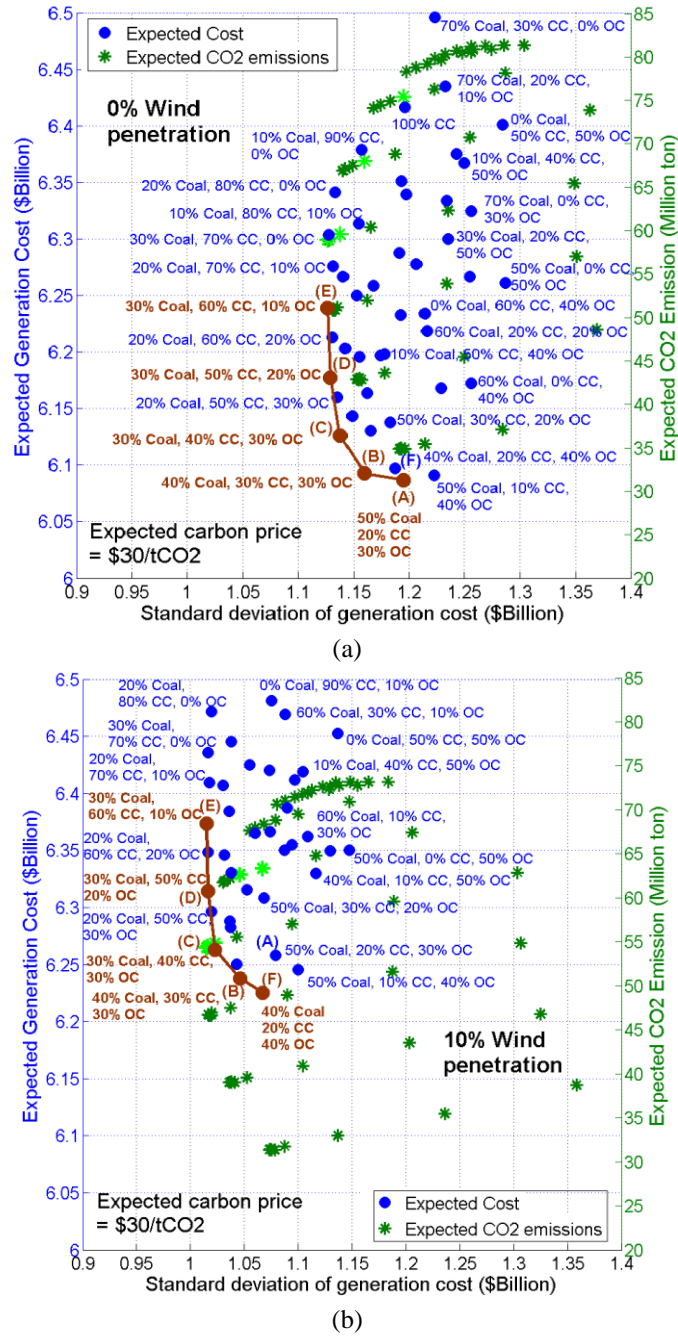 Expected Cost
Expected CO2 emissions
0% Wind
penetration
70% Coal, 30% CC, 0% OC
70% Coal, 20% CC,
10% OC
100% CC
0% Coal,
50% CC, 50% OC
10% Coal, 90% CC,
0% OC
10% Coal, 40% CC,
50% OC
20% Coal, 80% CC, 0% OC
70% Coal, 0% CC,
30% OC
10% Coal, 80% CC, 10% OC
30% Coal, 70% CC, 0% OC
30% Coal, 20% CC,
50% OC
20% Coal, 70% CC, 10% OC
50% Coal, 0% CC,
50% OC
(E)
30% Coal, 60% CC, 10% OC
0% Coal, 60% CC, 40% OC
20% Coal, 60% CC, 20% OC
60% Coal, 20% CC, 20% OC
(D)
10% Coal, 50% CC, 40% OC
30% Coal, 50% CC, 20% OC
60% Coal, 0% CC,
40% OC
20% Coal, 50% CC, 30% OC
(C)
50% Coal, 30% CC, 20% OC
30% Coal, 40% CC, 30% OC
(B)
(F)
40% Coal, 20% CC, 40% OC
40% Coal, 30% CC, 30% OC
(A)
50% Coal, 10% CC,
40% OC
50% Coal
20% CC
30% OC
Expected carbon price
= $30/tCO2
Expected Generation Cost ($Billion)
6.5
6.45
6.4
6.35
6.3
6.25
6.2
6.15
6.1
6.05
6
Expected CO2 Emission (Million ton)
85
80
75
70
65
60
55
50
45
40
35
30
25
20
0.9 0.95 1 1.05 1.1 1.15 1.2 1.25 1.3 1.35 1.4
Standard deviation of generation cost ($Billion)
(a)
20% Coal,
80% CC, 0% OC
0% Coal, 90% CC, 10% OC
60% Coal, 30% CC, 10% OC
30% Coal,
70% CC, 0% OC
0% Coal, 50% CC, 50% OC
20% Coal,
70% CC, 10% OC
10% Coal, 40% CC, 50% OC
30% Coal,
60% CC, 10% OC
(E)
60% Coal, 10% CC,
30% OC
20% Coal,
60% CC, 20% OC
50% Coal, 0% CC, 50% OC
30% Coal, 50% CC,
20% OC
(D)
40% Coal, 10% CC, 50% OC
20% Coal, 50% CC,
30% OC
50% Coal, 30% CC, 20% OC
(C)
(A)
50% Coal, 20% CC, 30% OC
30% Coal, 40% CC,
30% OC
(B)
(F)
50% Coal, 10% CC, 40% OC
40% Coal, 30% CC,
30% OC
40% Coal
20% CC
40% OC
10% Wind
penetration
Expected carbon price
= $30/tCO2
Expected Cost
Expected CO2 emissions
Expected Generation Cost ($Billion)
6.5
6.45
6.4
6.35
6.3
6.25
6.2
6.15
6.1
6.05
6
Expected CO2 Emission (Million ton)
85
80
75
70
65
60
55
50
45
40
35
30
25
20
0.9 0.95 1 1.05 1.1 1.15 1.2 1.25 1.3 1.35 1.4
Standard deviation of generation cost ($Billion)
(b)